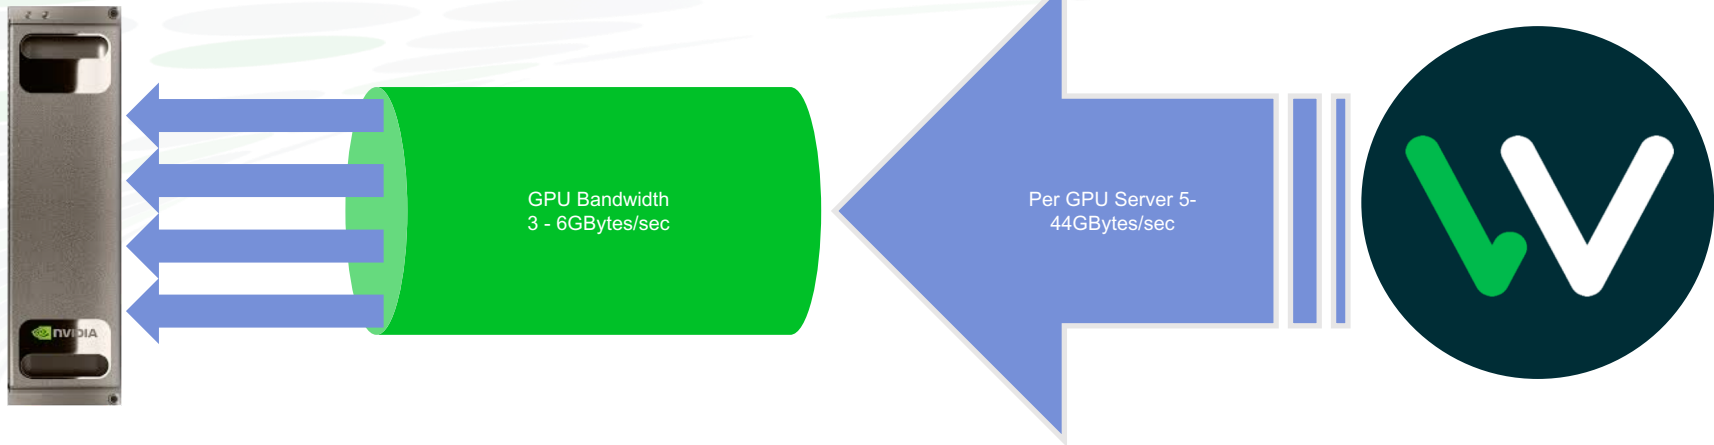 GPU Bandwidth
3 - 6GBytes/sec
Per GPU Server 5-
44GBytes/sec
NVIDIA